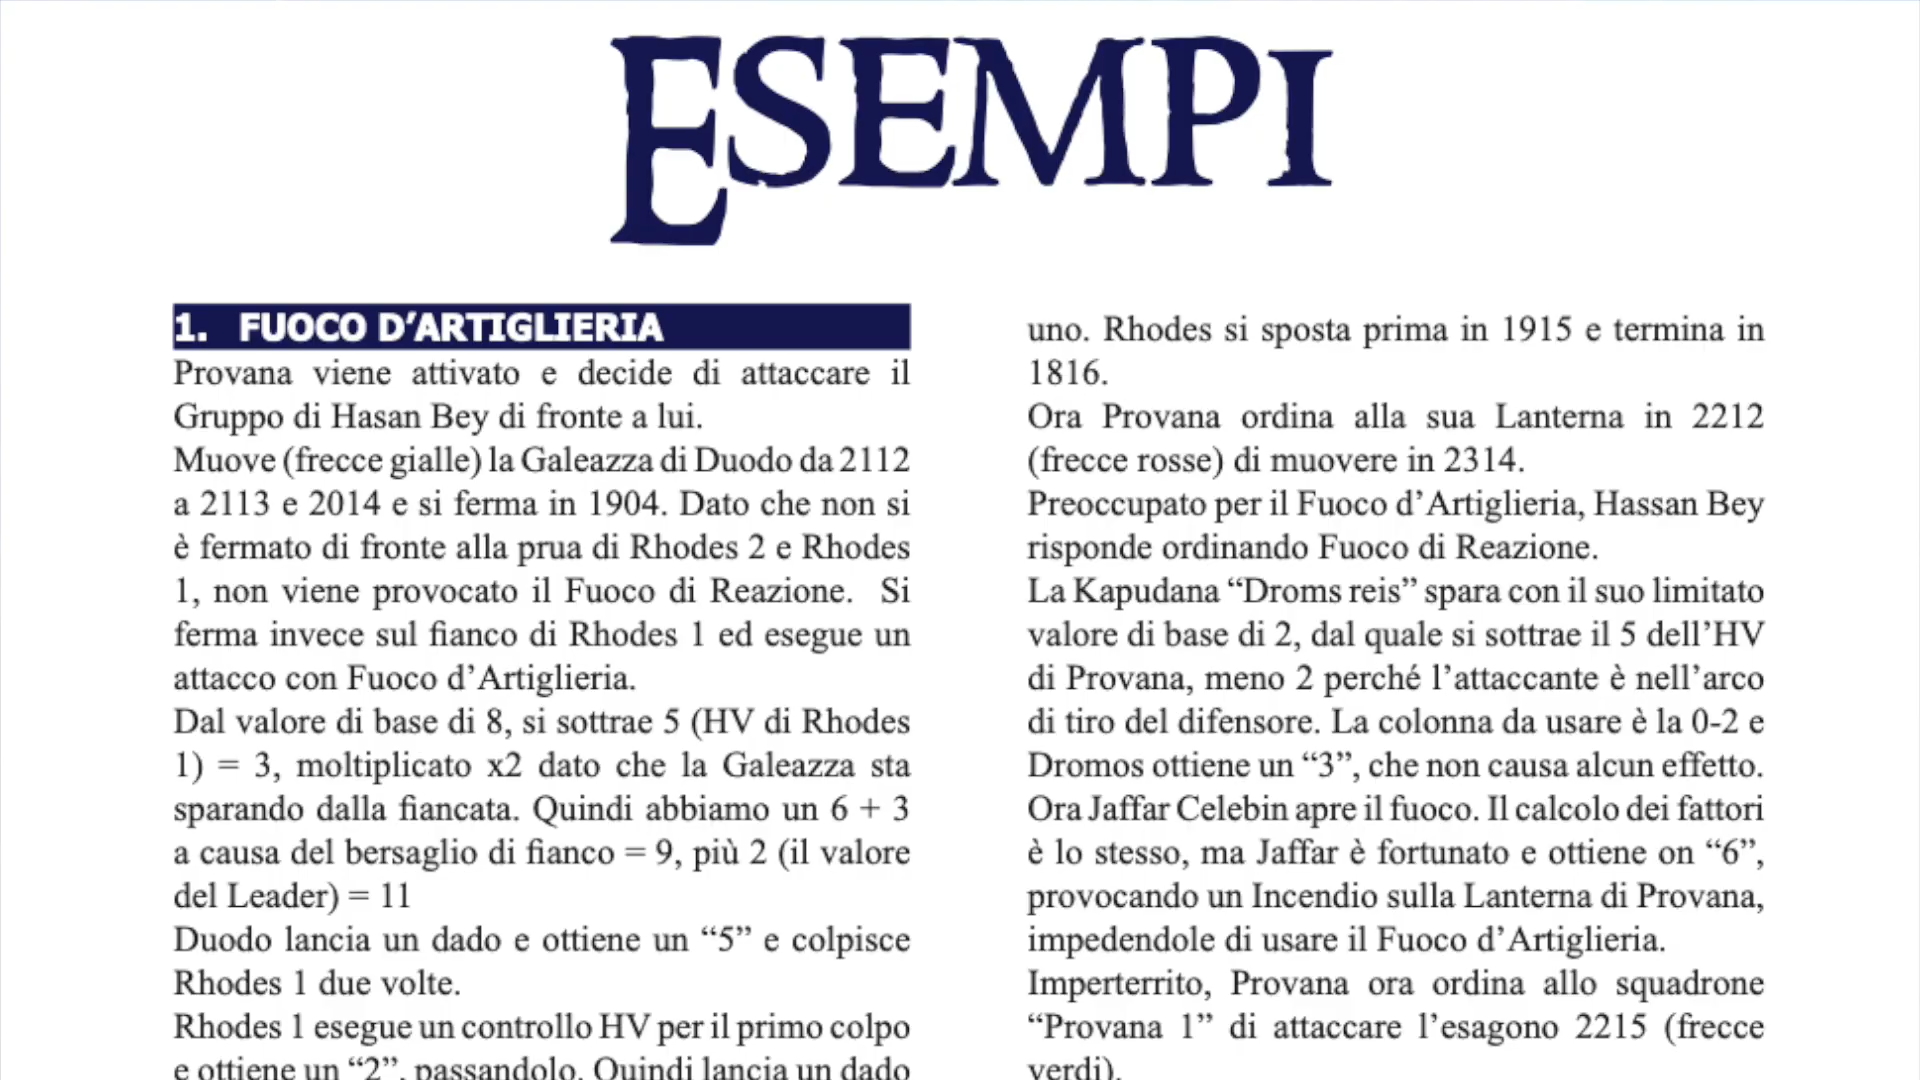 ESEMPI
1. FUOCO D’ARTIGLIERIA
Provana viene attivato e decide di attaccare il
Gruppo di Hasan Bey di fronte a lui.
Muove (frecce gialle) la Galeazza di Duodo da 2112
a 2113 e 2014 e si ferma in 1904. Dato che non si
è fermato di fronte alla prua di Rhodes 2 e Rhodes
1, non viene provocato il Fuoco di Reazione. Si
ferma invece sul fianco di Rhodes 1 ed esegue un
attacco con Fuoco d’Artiglieria.
Dal valore di base di 8, si sottrae 5 (HV di Rhodes
1) = 3, moltiplicato x2 dato che la Galeazza sta
sparando dalla fiancata. Quindi abbiamo un 6 + 3
a causa del bersaglio di fianco = 9, più 2 (il valore
del Leader) = 11
Duodo lancia un dado e ottiene un “5” e colpisce
Rhodes 1 due volte.
Rhodes 1 esegue un controllo HV per il primo colpo
e ottiene un “2”, passandolo. Quindi lancia un dado
uno. Rhodes si sposta prima in 1915 e termina in
1816.
Ora Provana ordina alla sua Lanterna in 2212
(frecce rosse) di muovere in 2314.
Preoccupato per il Fuoco d’Artiglieria, Hassan Bey
risponde ordinando Fuoco di Reazione.
La Kapudana “Droms reis” spara con il suo limitato
valore di base di 2, dal quale si sottrae il 5 dell’HV
di Provana, meno 2 perché l’attaccante è nell’arco
di tiro del difensore. La colonna da usare è la 0-2 e
Dromos ottiene un “3”, che non causa alcun effetto.
Ora Jaffar Celebin apre il fuoco. Il calcolo dei fattori
è lo stesso, ma Jaffar è fortunato e ottiene on “6”,
provocando un Incendio sulla Lanterna di Provana,
impedendole di usare il Fuoco d’Artiglieria.
Imperterrito, Provana ora ordina allo squadrone
“Provana 1” di attaccare l’esagono 2215 (frecce
verdi).